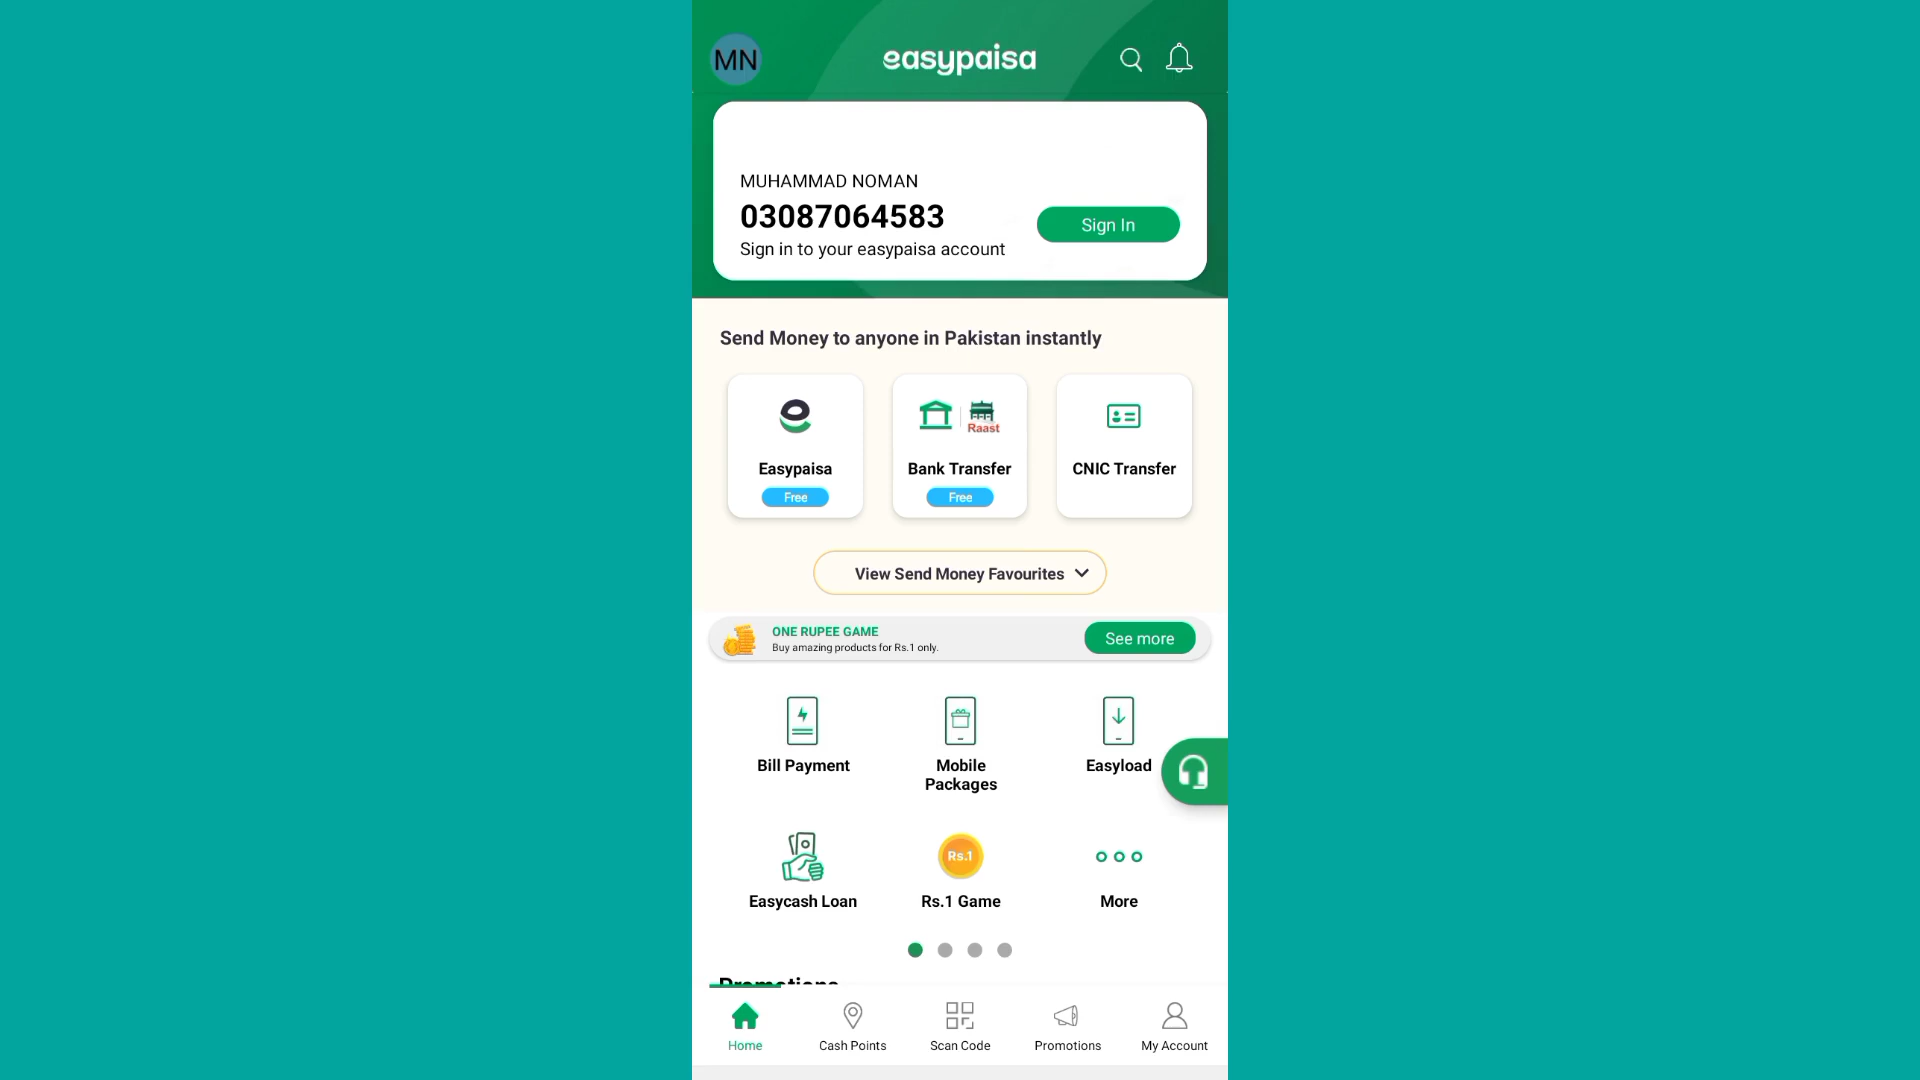 MN
easypaisa
MUHAMMAD NOMAN
03087064583
Sign in to your easypaisa account
Sign In
Send Money to anyone in Pakistan instantly
Raast
Easypaisa
Bank Transfer
CNIC Transfer
Free
Free
View Send Money Favourites
ONE RUPEE GAME
Buy amazing products for Rs.1 only.
See more
Bill Payment
Mobile
Packages
Easyload
Rs.1
Easycash Loan
Rs.1 Game
More
Promotions
Home
Cash Points
Scan Code
Promotions
My Account